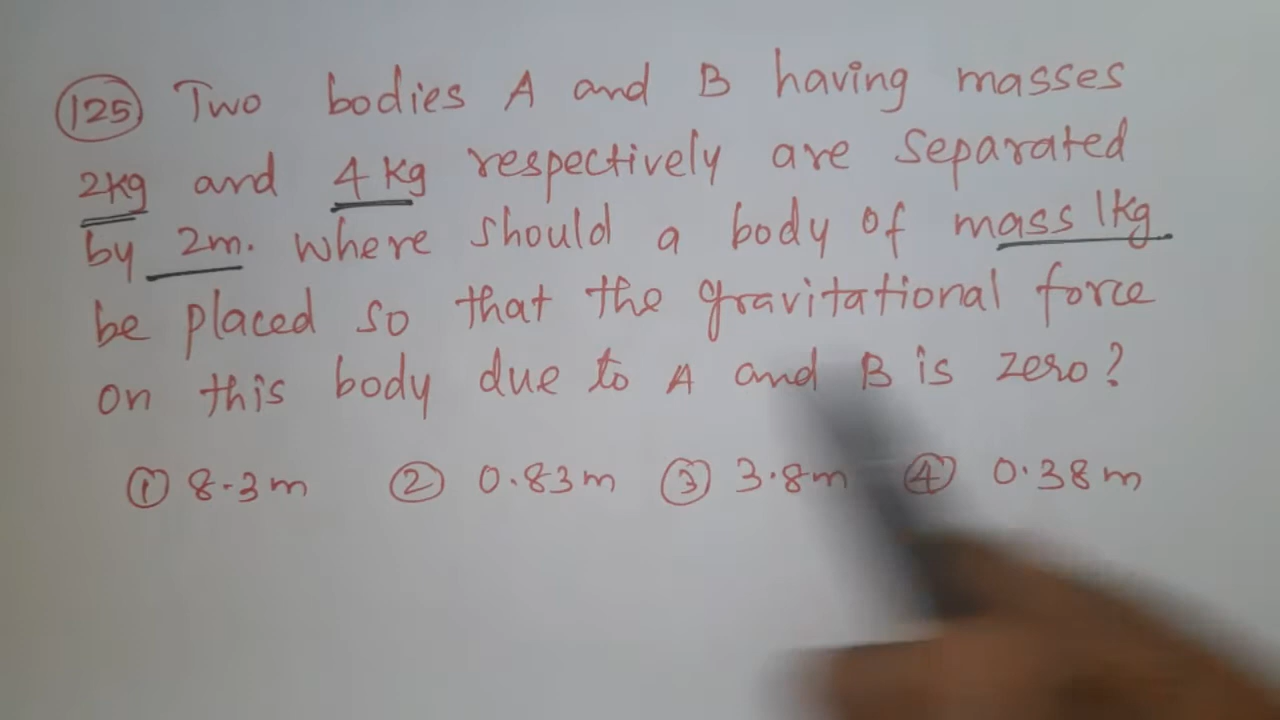 125 Two bodies A and B having masses
2kg and 4kg respectively are separated
by 2m. where should a body of mass 1kg
be placed so that the gravitational force
on this body due to A and B is zero?
① 8.3m ② 0.83m ③ 3.8m ④ 0.38m